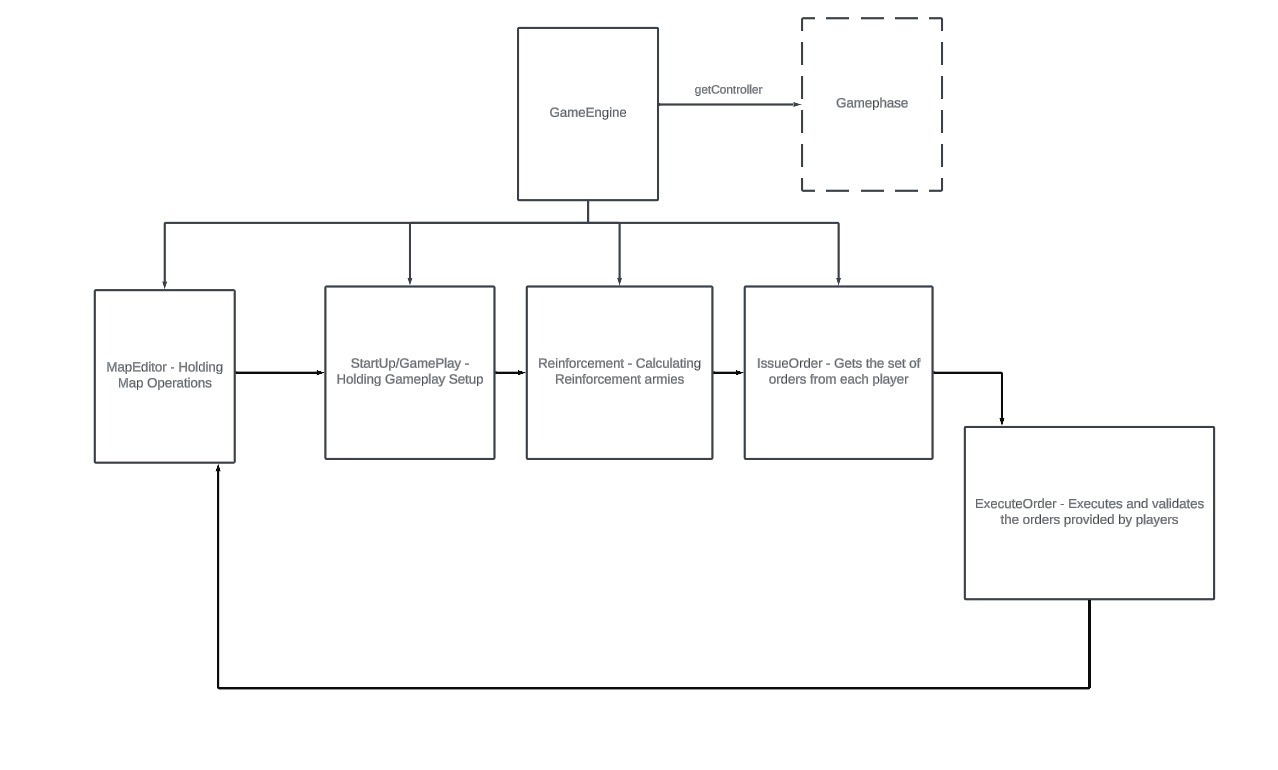 GameEngine
getController
Gamephase
MapEditor - Holding
Map Operations
StartUp/GamePlay -
Holding Gameplay Setup
Reinforcement - Calculating
Reinforcement armies
IssueOrder - Gets the set of
orders from each player
ExecuteOrder - Executes and validates
the orders provided by players